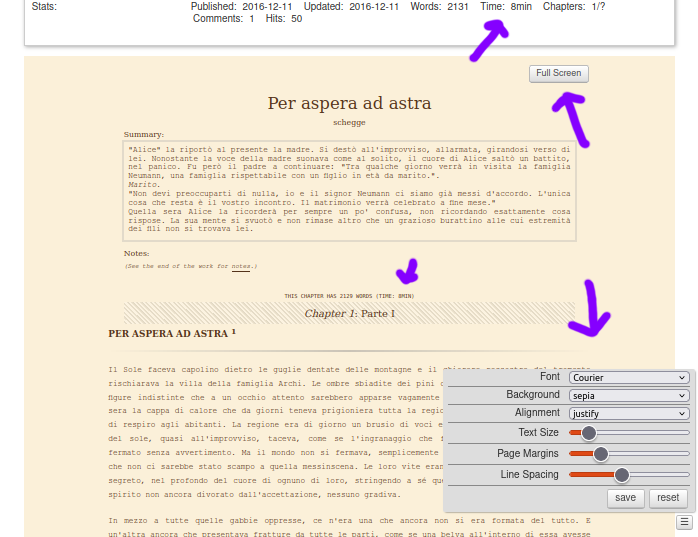 Stats: Published: 2016-12-11 Updated: 2016-12-11 Words: 2131 Time: 8min Chapters: 1/?
Comments: 1 Hits: 50
Full Screen
Per aspera ad astra
schegge
Summary:
"Alice" la riportò al presente la madre. Si destò all'improvviso, allarmata, girandosi verso di
lei. Nonostante la voce della madre suonava come al solito, il cuore di Alice saltò un battito,
nel panico. Fu però il padre a continuare: "Tra qualche giorno verrà in visita la famiglia
Neumann, una famiglia rispettabile con un figlio in età da marito.".
Marito.
"Non devi preoccuparti di nulla, io e il signor Neumann ci siamo già messi d'accordo. L'unica
cosa che resta è il vostro incontro. Il matrimonio verrà celebrato a fine mese."
Quella sera Alice la ricorderà per sempre un po' confusa, non ricordando esattamente cosa
rispose. La sua mente si svuotò e non rimase altro che un grazioso burattino alle cui estremità
dei fili non si trovava lei.
Notes:
(See the end of the work for notes.)
THIS CHAPTER HAS 2129 WORDS (TIME: 8MIN)
Chapter 1: Parte I
PER ASPERA AD ASTRA 1
Il Sole faceva capolino dietro le guglie dentate delle montagne e il
rischiarava la villa della famiglia Archi. Le ombre sbiadite dei pini
figure indistinte che a un occhio attento sarebbero apparse vagamente
sera la cappa di calore che da giorni teneva prigioniera tutta la
di respiro agli abitanti. La regione era di giorno un brusio di voci e
del sole, quasi all'improvviso, taceva, come se l'ingranaggio che
fermato senza avvertimento. Ma il mondo non si fermava, semplicemente
che non ci sarebbe stato scampo a quella messinscena. Le loro vite
segreto, nel profondo del cuore di ognuno di loro, stringendo a sé
spirito non ancora divorato dall'accettazione, nessuno gradiva.
In mezzo a tutte quelle gabbie oppresse, ce n'era una che ancora non si era formata del tutto. E
un'altra ancora che presentava fratture da tutte le parti, come se una belva all'interno di essa avesse
Font Courier
Background sepia
Alignment justify
Text Size
Page Margins
Line Spacing
save reset